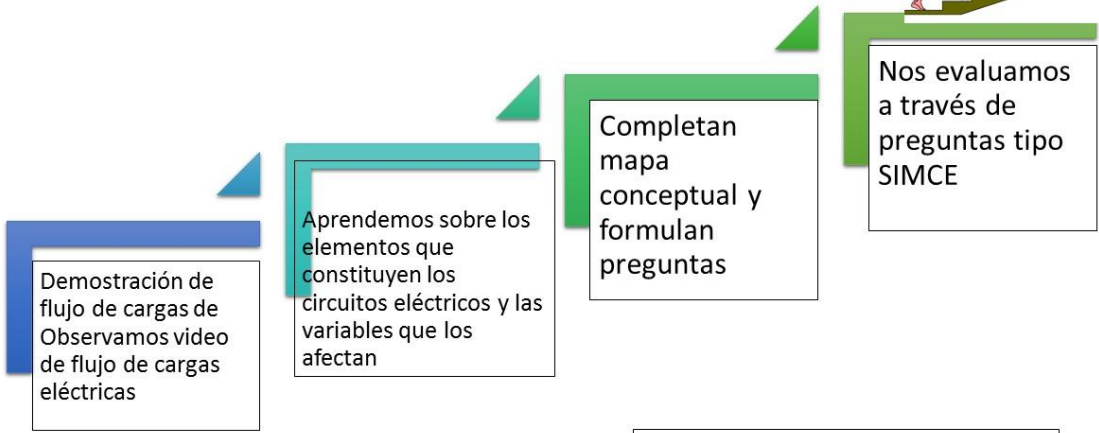 Demostración de
flujo de cargas de
Observamos video
de flujo de cargas
eléctricas
Aprendemos sobre los
elementos que
constituyen los
circuitos eléctricos y las
variables que los
afectan
Completan
mapa
conceptual y
formulan
preguntas
Nos evaluamos
a través de
preguntas tipo
SIMCE